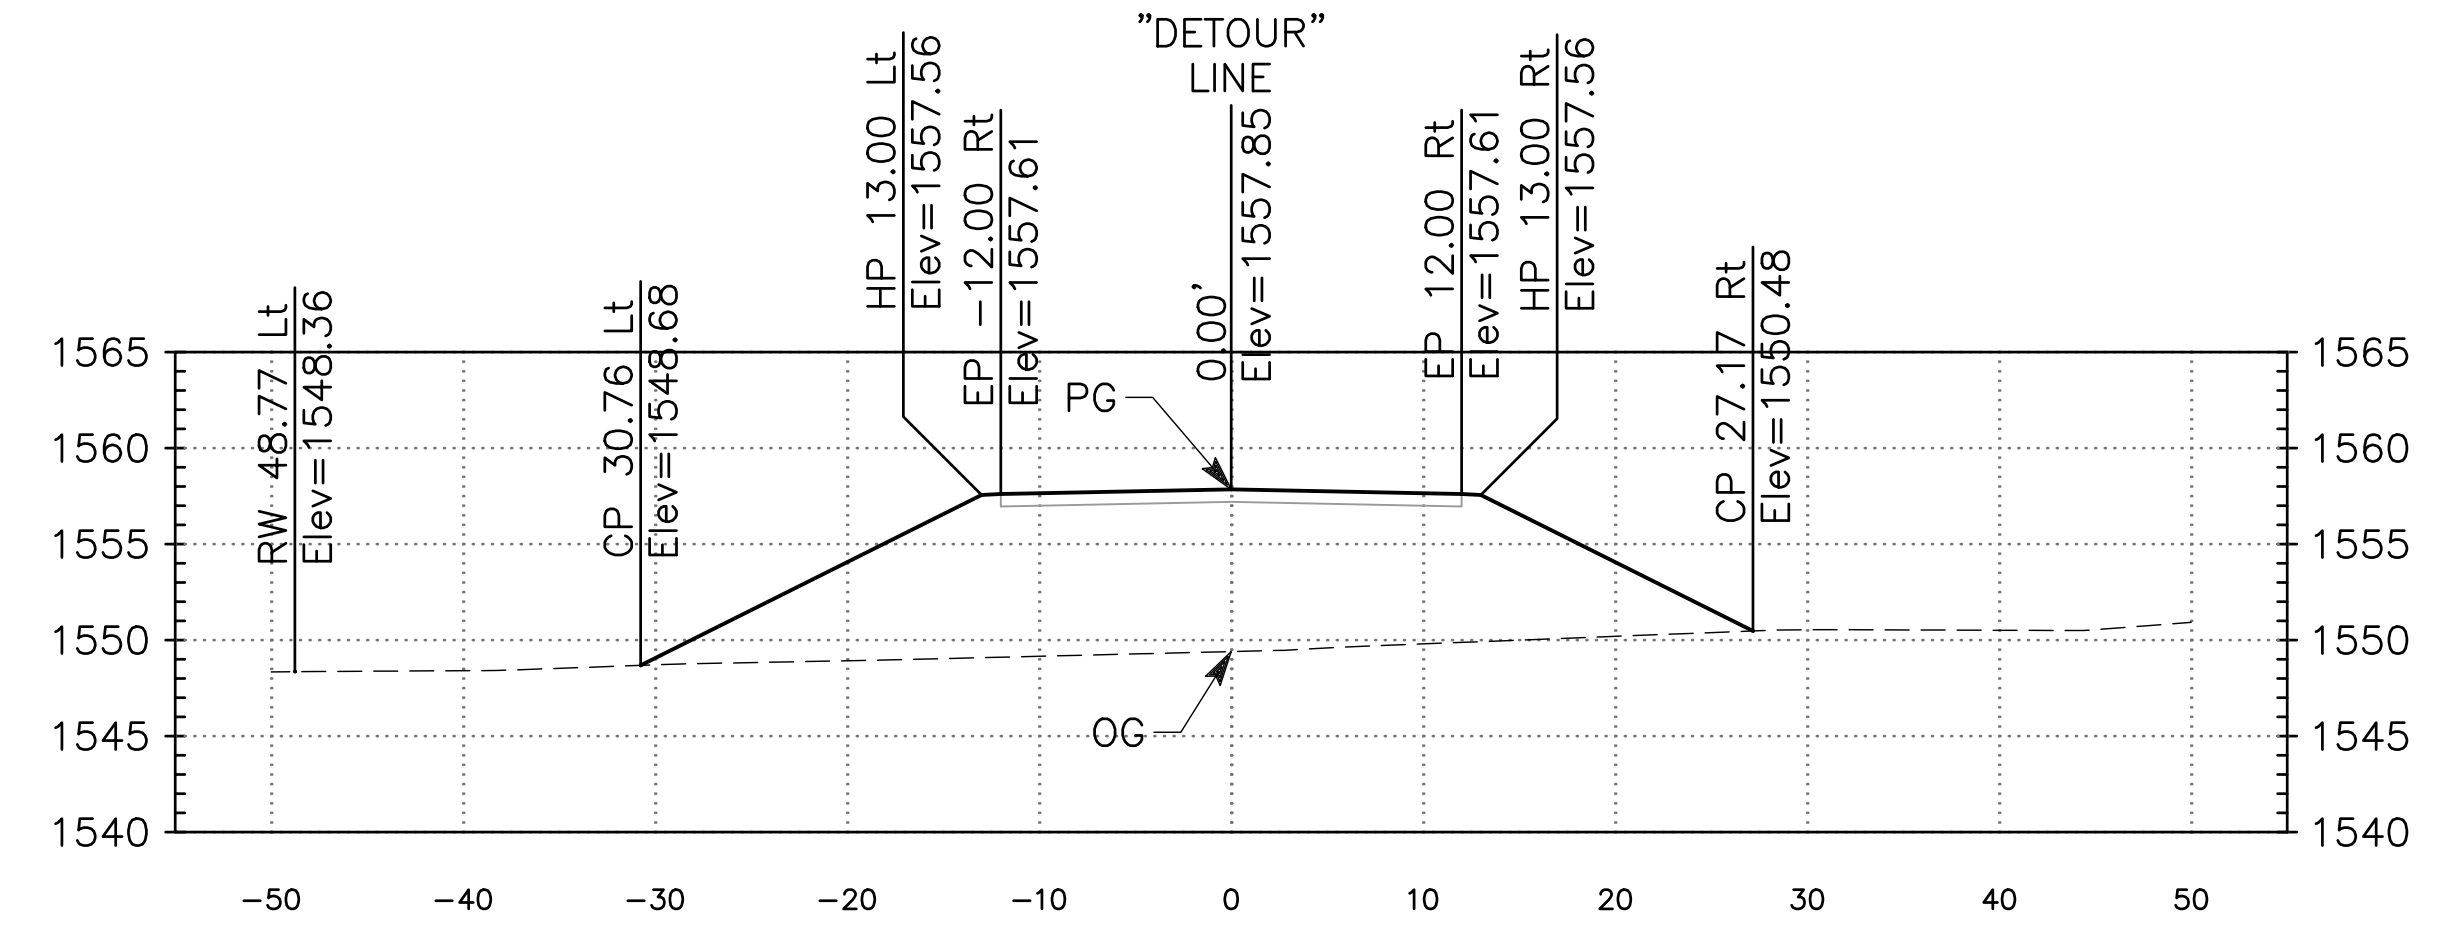 "DETOUR"
LINE
HP 13.00 Lt
Elev=1557.56
EP -12.00 Rt
Elev=1557.61
0.00'
Elev=1557.85
EP 12.00 Rt
Elev=1557.61
HP 13.00 Rt
Elev=1557.56
RW 48.77 Lt
Elev=1548.36
CP 30.76 Lt
Elev=1548.68
CP 27.17 Rt
Elev=1550.48
PG
OG
1565
1560
1555
1550
1545
1540
1565
1560
1555
1550
1545
1540
-50 -40 -30 -20 -10 0 10 20 30 40 50